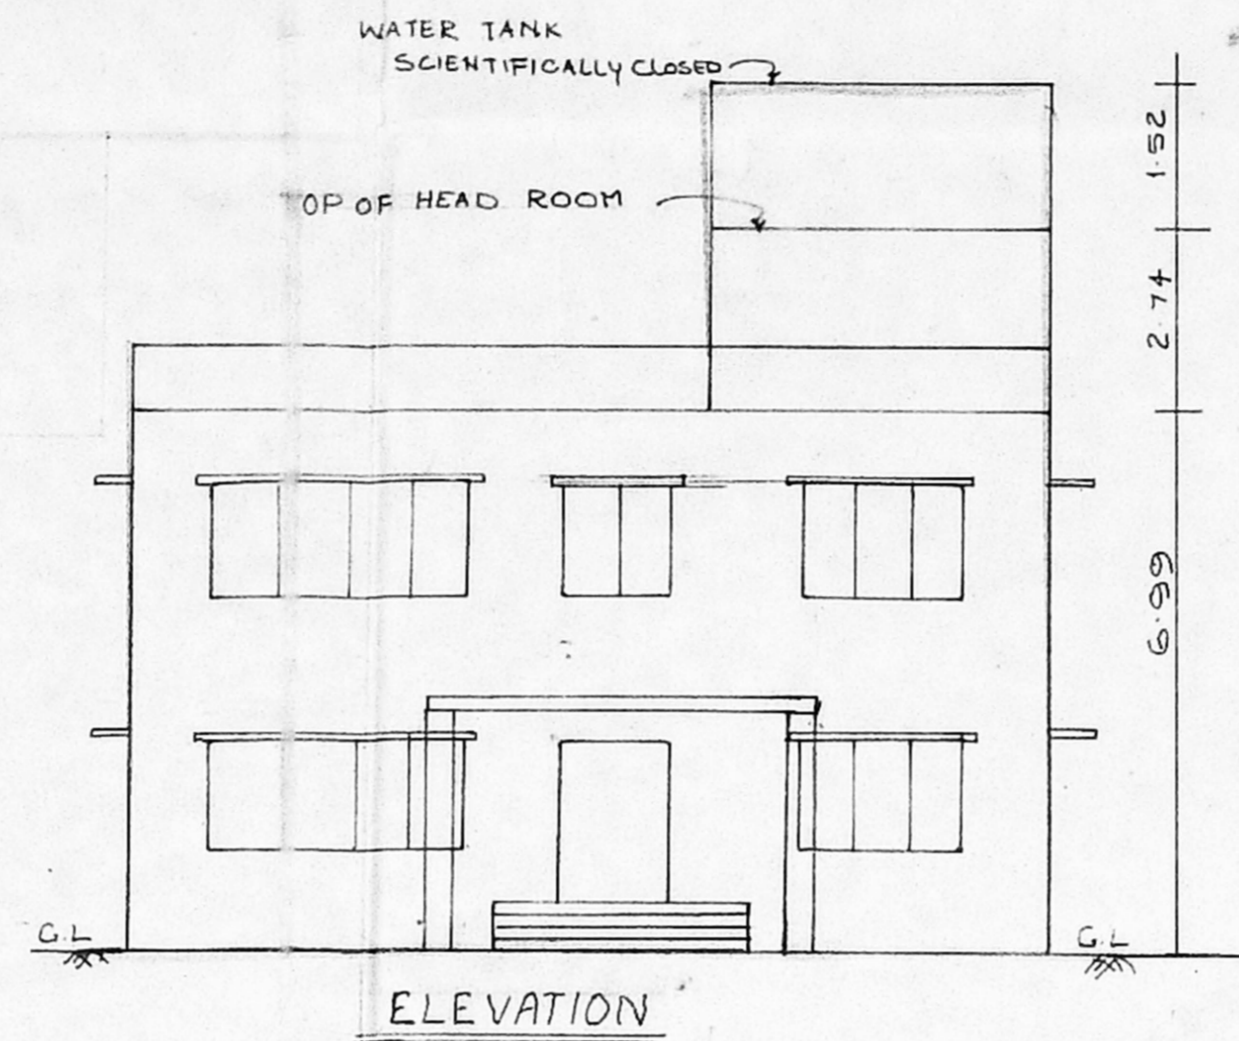 WATER TANK
SCIENTIFICALLY CLOSED
OP OF HEAD ROOM
1.52
2.74
6.99
G.L
G.L
ELEVATION